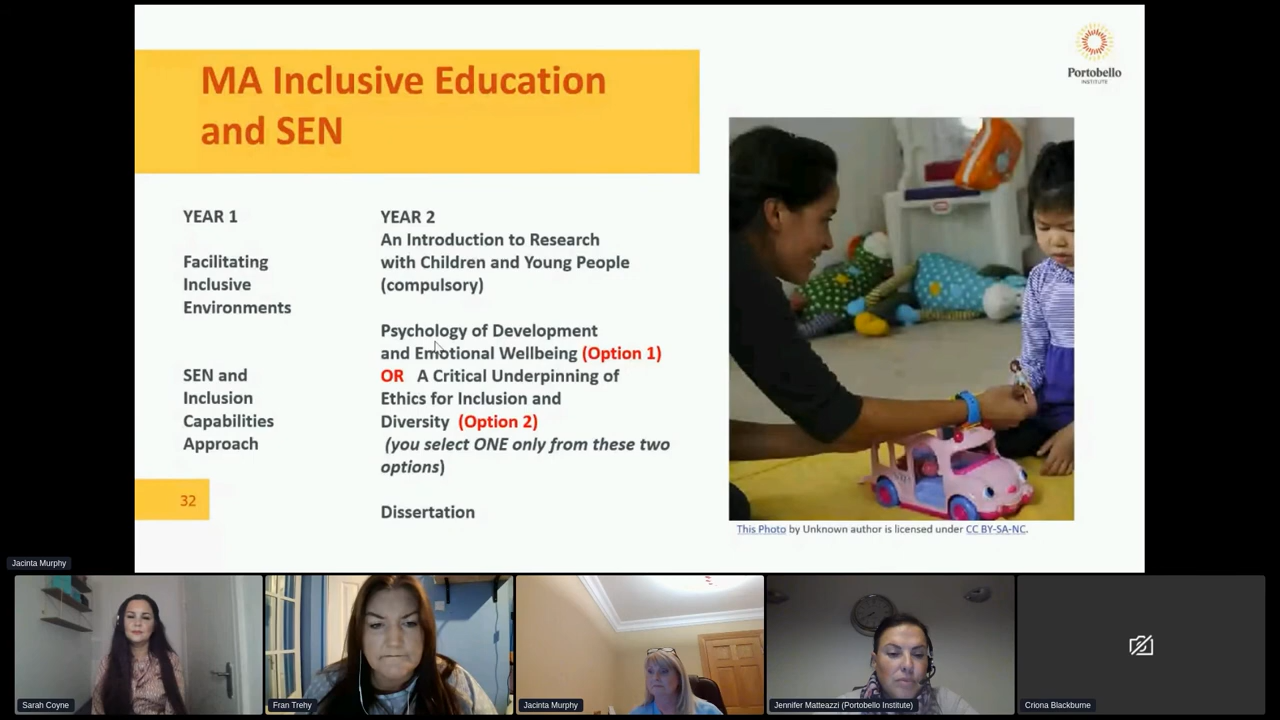 MA Inclusive Education
and SEN
Portobello
INSTITUTE
YEAR 1
Facilitating
Inclusive
Environments
SEN and
Inclusion
Capabilities
Approach
32
YEAR 2
An Introduction to Research
with Children and Young People
(compulsory)
Psychology of Development
and Emotional Wellbeing (Option 1)
OR A Critical Underpinning of
Ethics for Inclusion and
Diversity (Option 2)
(you select ONE only from these two
options)
Dissertation
This Photo by Unknown author is licensed under CC BY-SA-NC.
Jacinta Murphy
Sarah Coyne
Fran Trehy
Jacinta Murphy
Jennifer Matteazzi (Portobello Institute)
Criona Blackburne